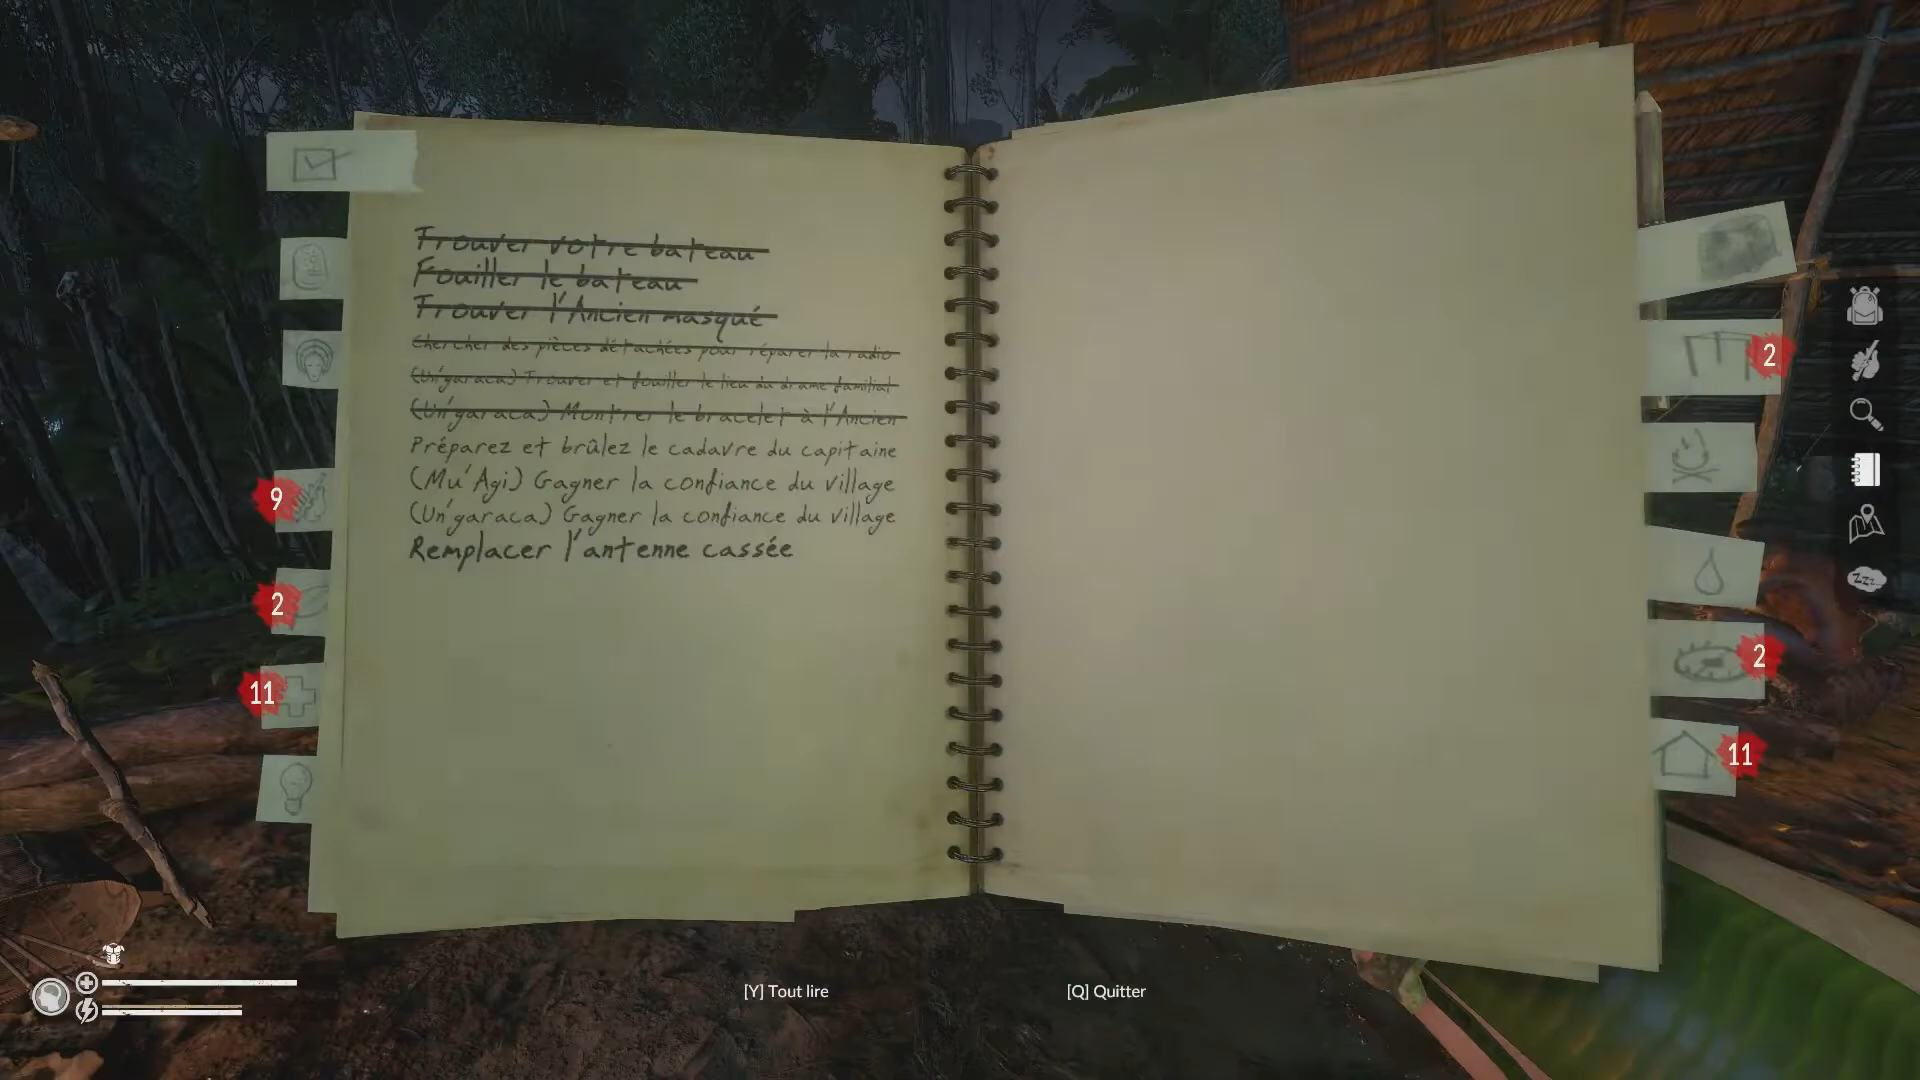 Trouver votre bateau
Fouiller le bateau
Trouver l'Ancien masqué
Chercher des pièces détachées pour réparer la radio
(Un'garaca) Trouver et fouiller le lieu du drame familial
(Un'garaca) Montrer le bracelet à l'Ancien
Préparez et brûlez le cadavre du capitaine
(Mu'Agi) Gagner la confiance du village
(Un'garaca) Gagner la confiance du village
Remplacer l'antenne cassée
9
2
11
2
2
11
Zzz
[Y] Tout lire
[Q] Quitter